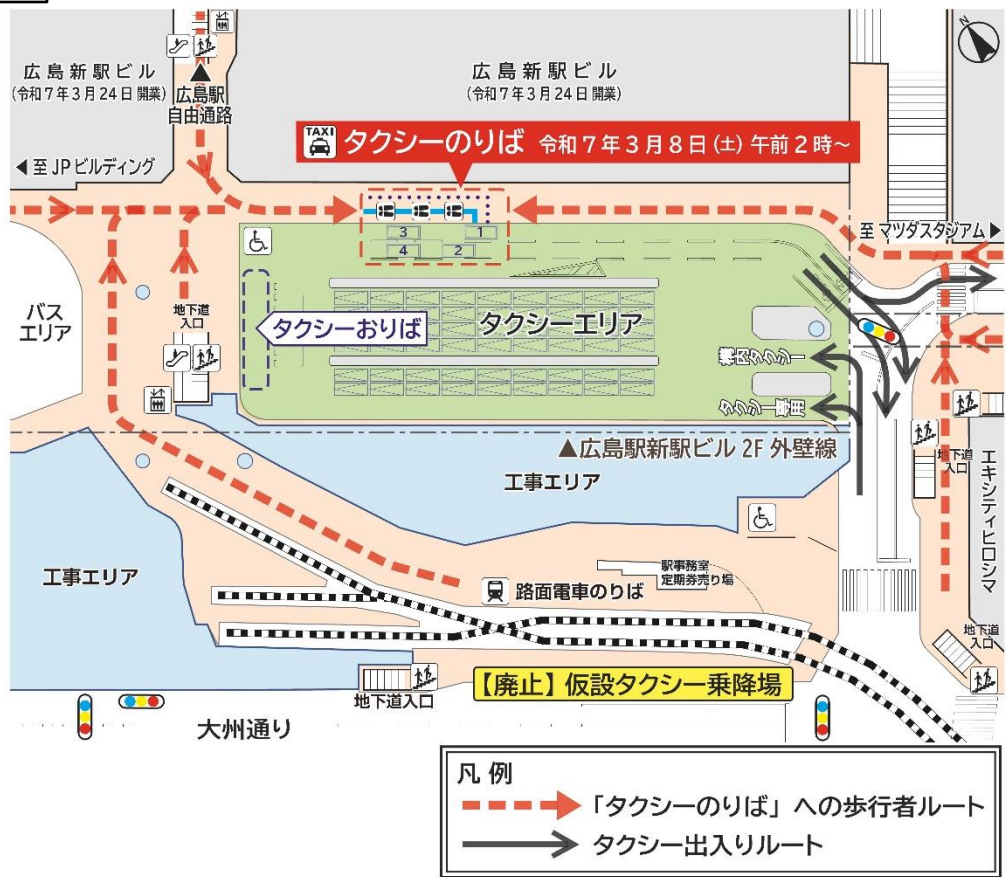 広島新駅ビル
(令和7年3月24日開業)
広島駅
自由通路
広島新駅ビル
(令和7年3月24日開業)
N
TAXI
タクシーのりば 令和7年3月8日(土)午前2時~
◀至JPビルディング
至マツダスタジアム▶
3
1
4
2
バス
エリア
地下道
入口
タクシーおりば
タクシーエリア
構内タクシー
タクシー専用
▲広島駅新駅ビル 2F 外壁線
工事エリア
地下道
入口
エキシティヒロシマ
工事エリア
駅事務室
定期券売り場
路面電車のりば
地下道
入口
【廃止】仮設タクシー乗降場
地下道入口
大州通り
凡例
「タクシーのりば」への歩行者ルート
タクシー出入りルート